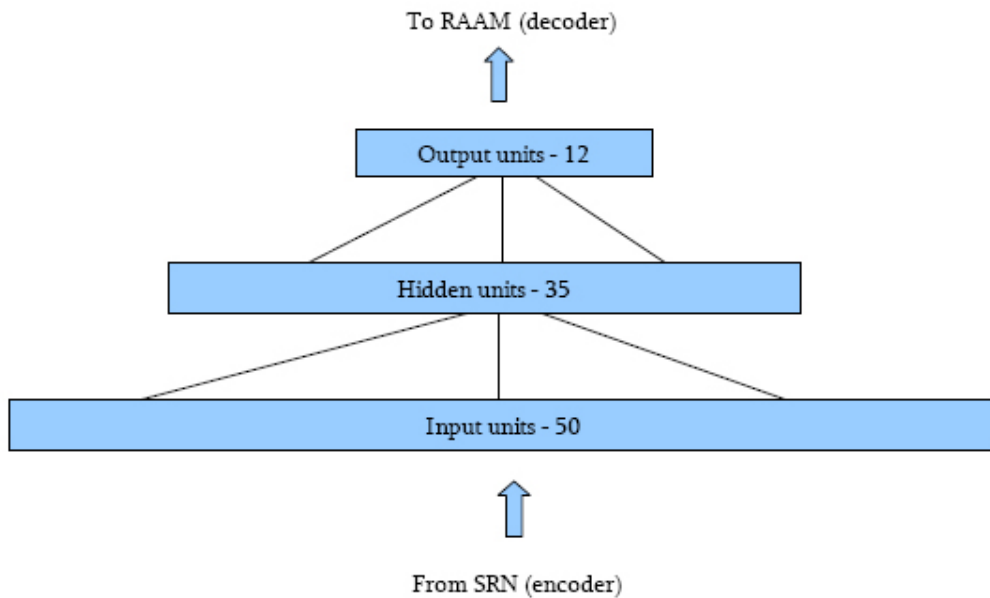 To RAAM (decoder)
Output units - 12
Hidden units - 35
Input units - 50
From SRN (encoder)